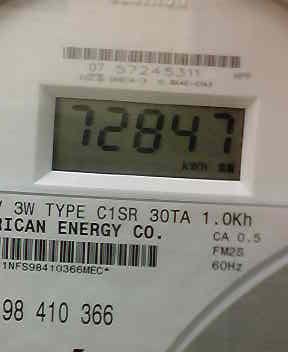 07 57245311
72847
KWH
V 3W TYPE C1SR 30TA 1.0Kh
RICAN ENERGY CO.
CA 0.5
FM2S
60Hz
1NFS98410366MEC*
98 410 366